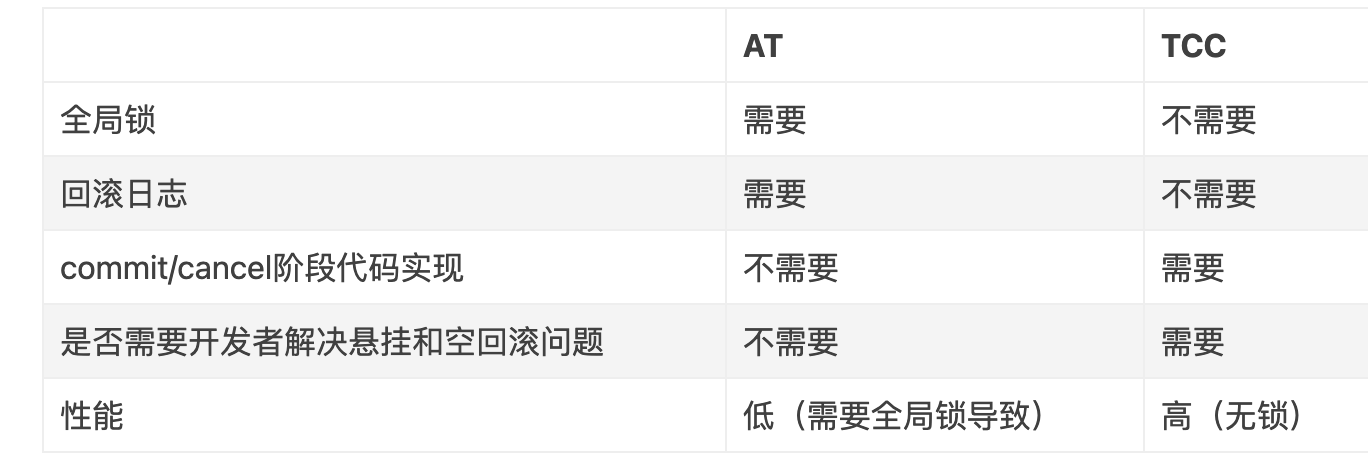 AT TCC
全局锁 需要 不需要
回滚日志 需要 不需要
commit/cancel阶段代码实现 不需要 需要
是否需要开发者解决悬挂和空回滚问题 不需要 需要
性能 低（需要全局锁导致） 高（无锁）